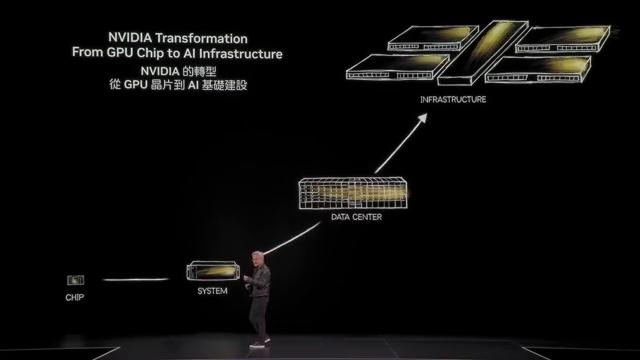 NVIDIA Transformation
From GPU Chip to AI Infrastructure
NVIDIA 的轉型
從 GPU 晶片到 AI 基礎建設
INFRASTRUCTURE
DATA CENTER
SYSTEM
CHIP